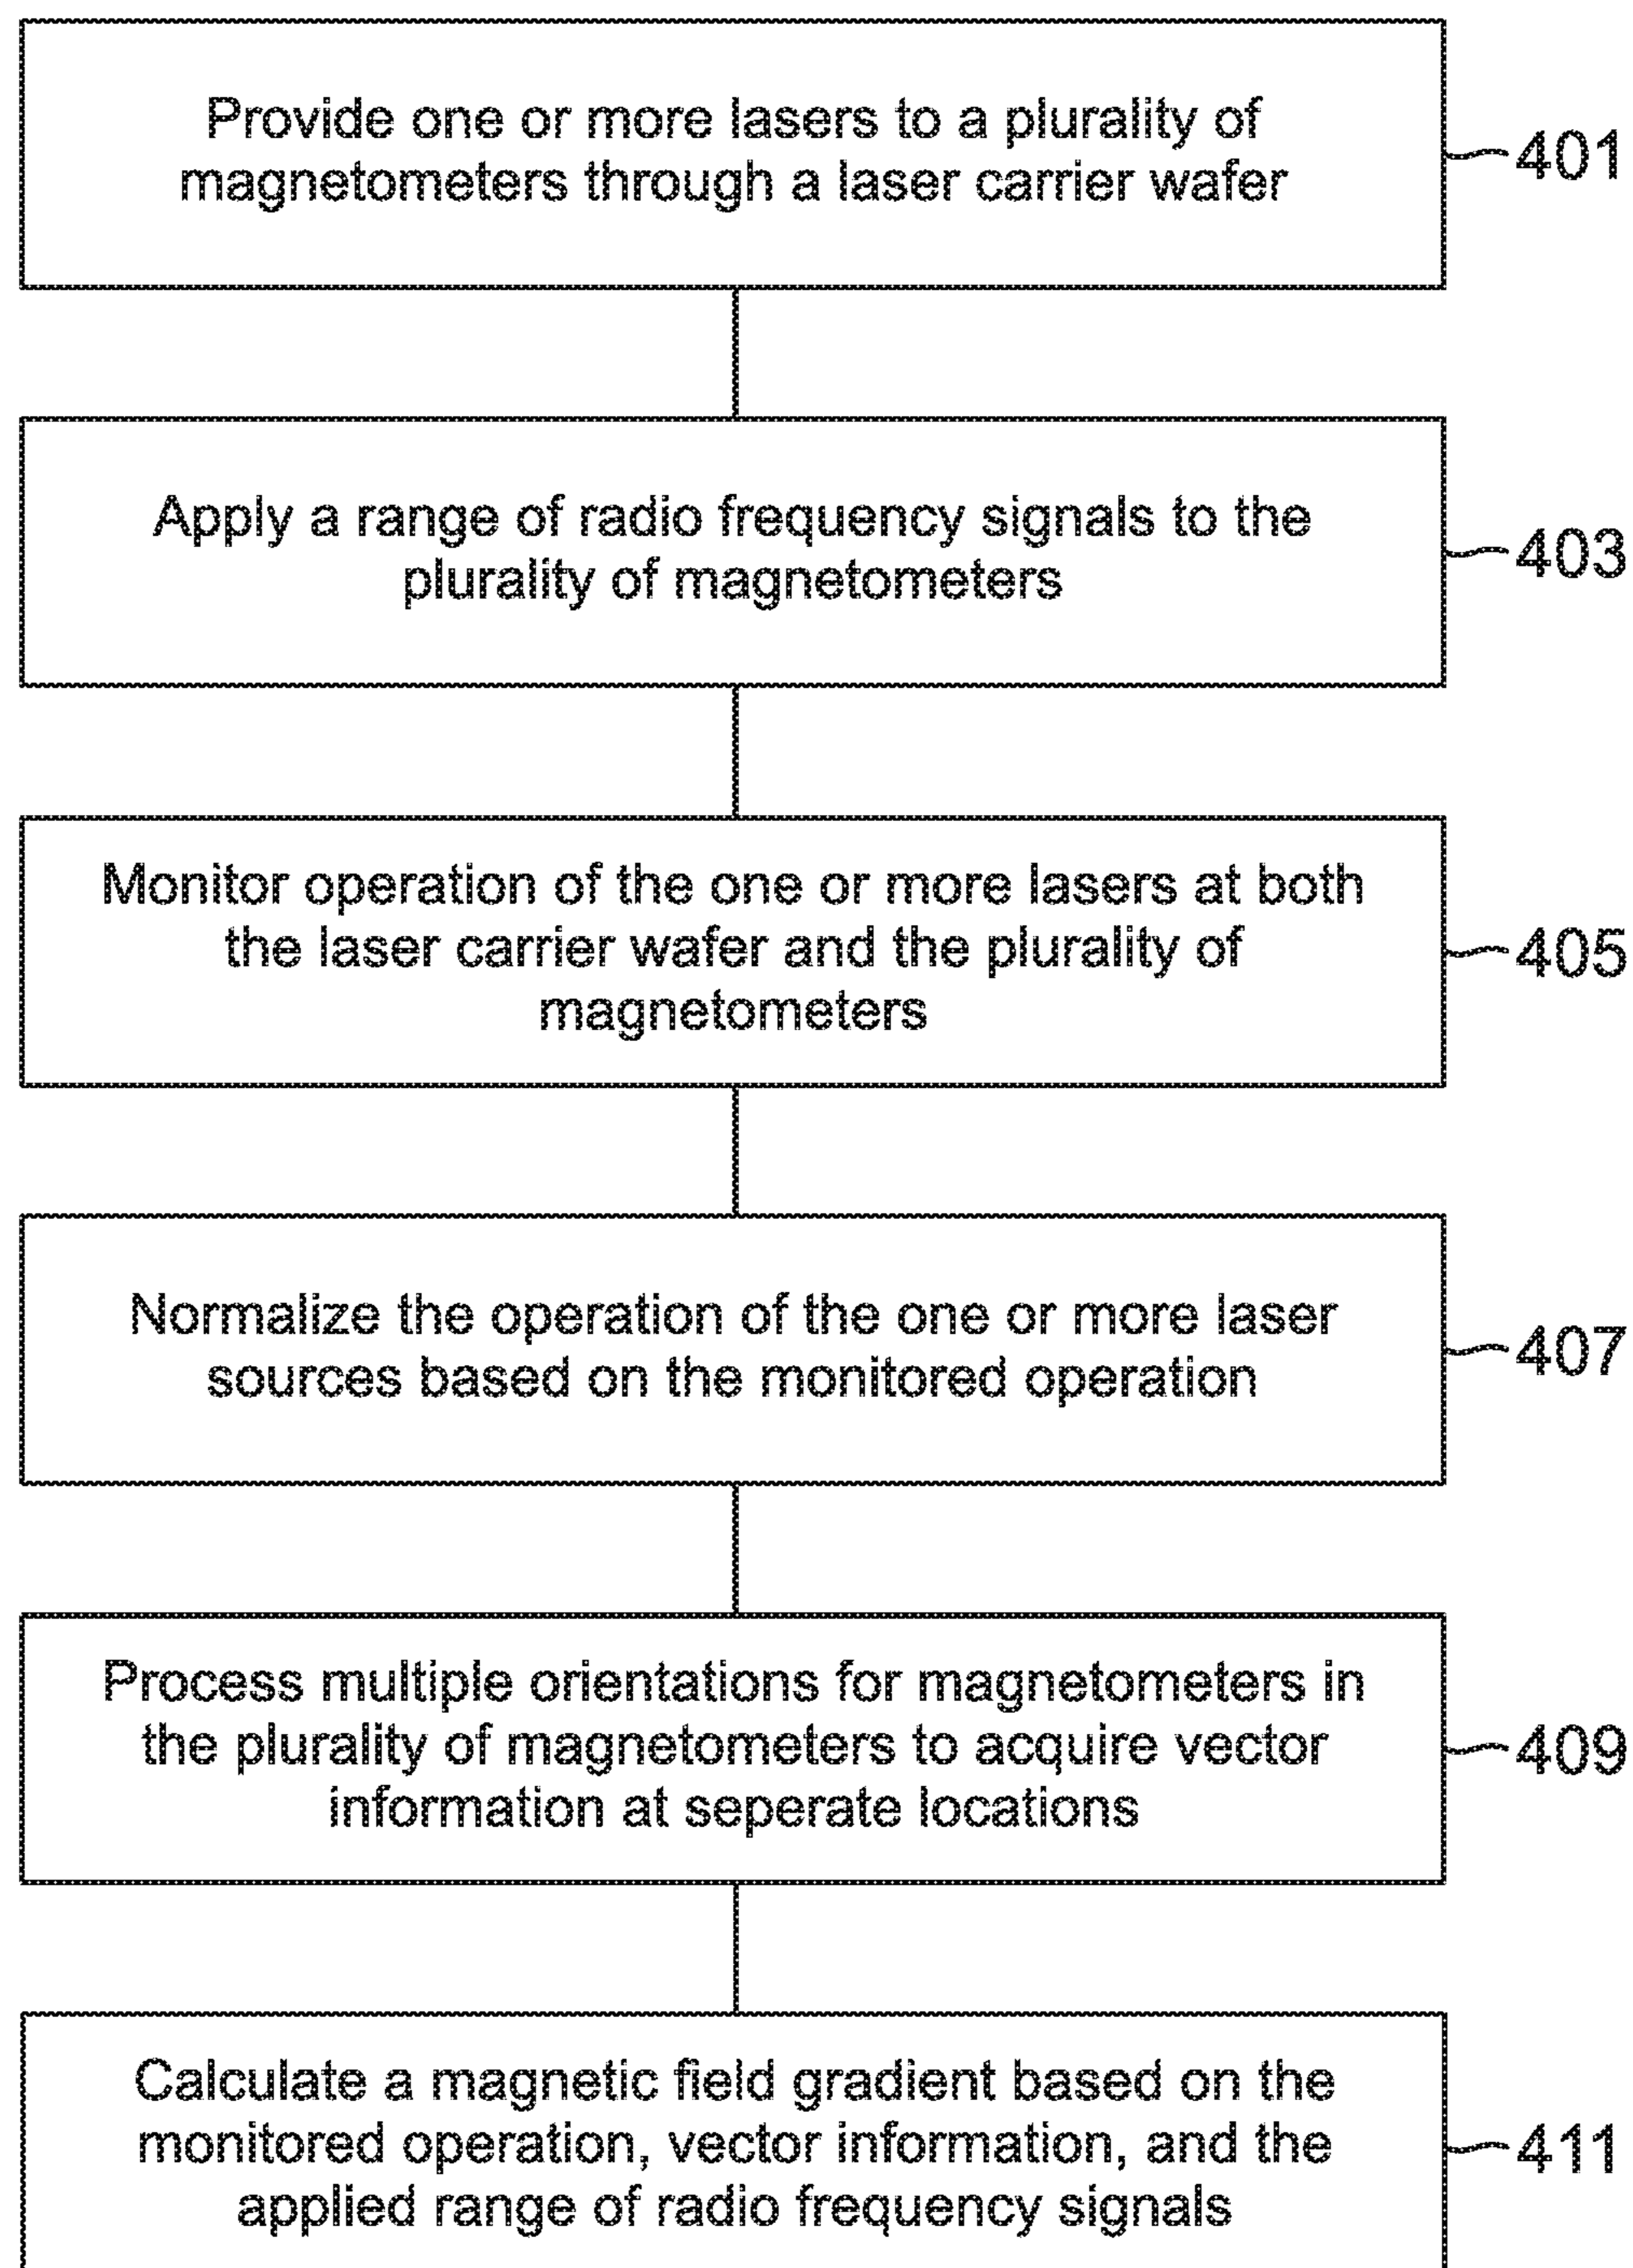 Provide one or more lasers to a plurality of
magnetometers through a laser carrier wafer
401
Apply a range of radio frequency signals to the
plurality of magnetometers
403
Monitor operation of the one or more lasers at both
the laser carrier wafer and the plurality of
magnetometers
405
Normalize the operation of the one or more laser
sources based on the monitored operation
407
Process multiple orientations for magnetometers in
the plurality of magnetometers to acquire vector
information at seperate locations
409
Calculate a magnetic field gradient based on the
monitored operation, vector information, and the
applied range of radio frequency signals
411